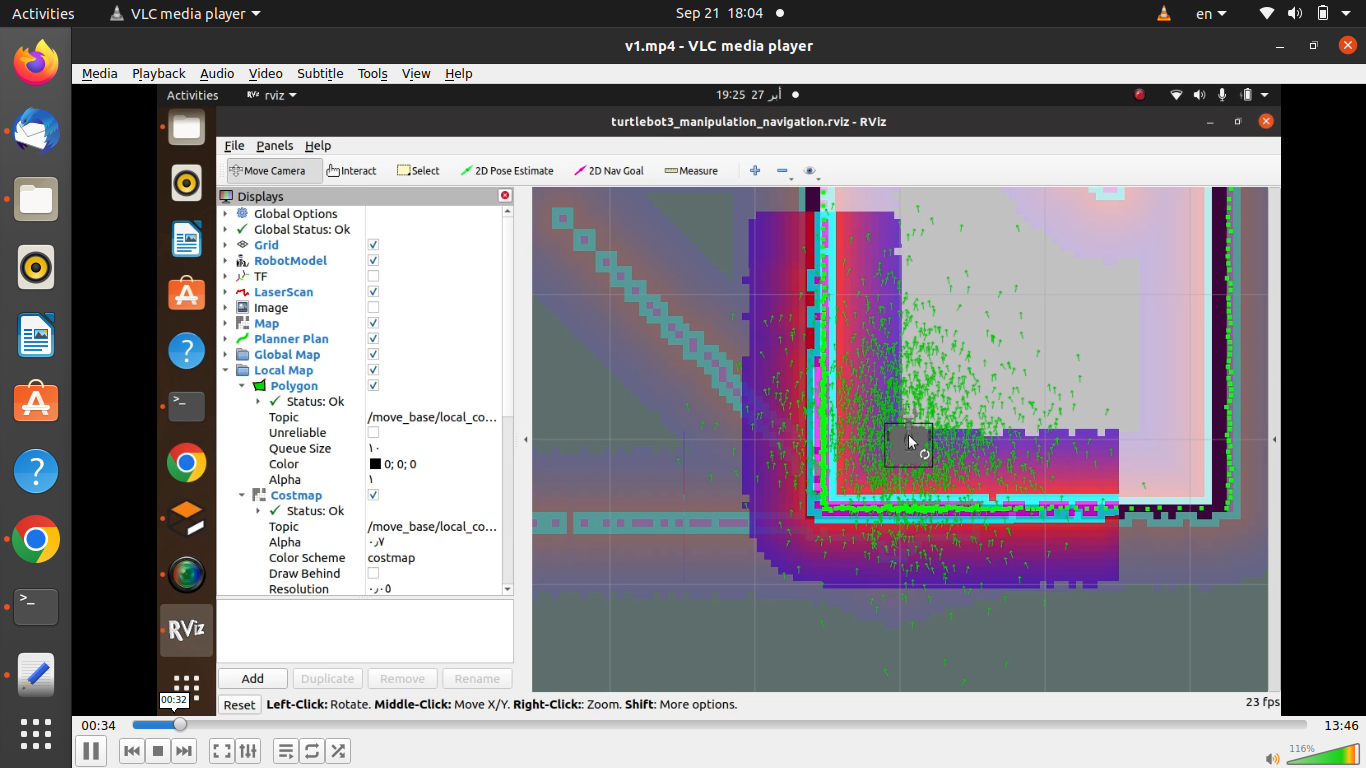 Activities VLC media player Sep 21 18:04 en
v1.mp4 - VLC media player
Media Playback Audio Video Subtitle Tools View Help
Activities RViz rviz 19:25 27 أبر
turtlebot3_manipulation_navigation.rviz - RViz
File Panels Help
Move Camera Interact Select 2D Pose Estimate 2D Nav Goal Measure
Displays
Global Options
Global Status: Ok
Grid
RobotModel
TF
LaserScan
Image
Map
Planner Plan
Global Map
Local Map
Polygon
Status: Ok
Topic /move_base/local_co...
Unreliable
Queue Size ١٠
Color 0; 0; 0
Alpha ١
Costmap
Status: Ok
Topic /move_base/local_co...
Alpha ٠٫٧
Color Scheme costmap
Draw Behind
Resolution ٠٫٠٥
RViz
Add Duplicate Remove Rename
00:32
Reset Left-Click: Rotate. Middle-Click: Move X/Y. Right-Click:: Zoom. Shift: More options. 23 fps
00:34 13:46
116%